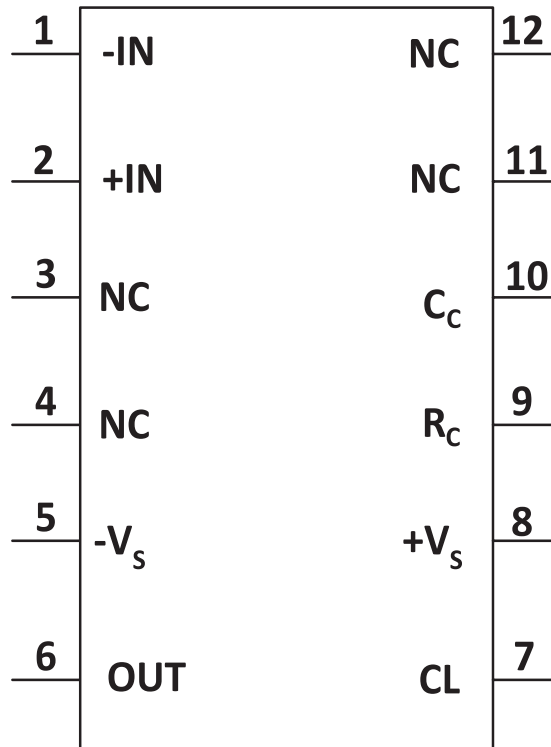 1 -IN NC 12
2 +IN NC 11
3 NC C_C 10
4 NC R_C 9
5 -V_S +V_S 8
6 OUT CL 7